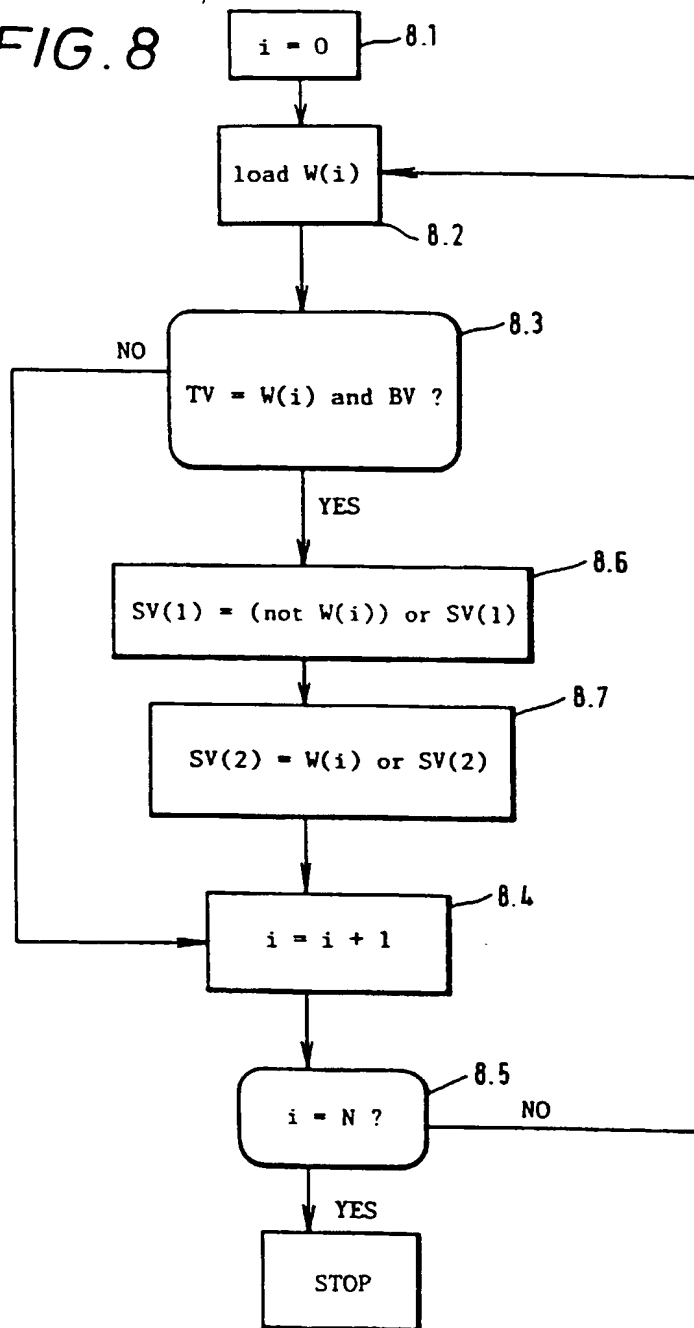 FIG. 8
i = 0
8.1
load W(i)
8.2
8.3
NO
TV = W(i) and BV ?
YES
8.6
SV(1) = (not W(i)) or SV(1)
8.7
SV(2) = W(i) or SV(2)
8.4
i = i + 1
8.5
i = N ?
NO
YES
STOP